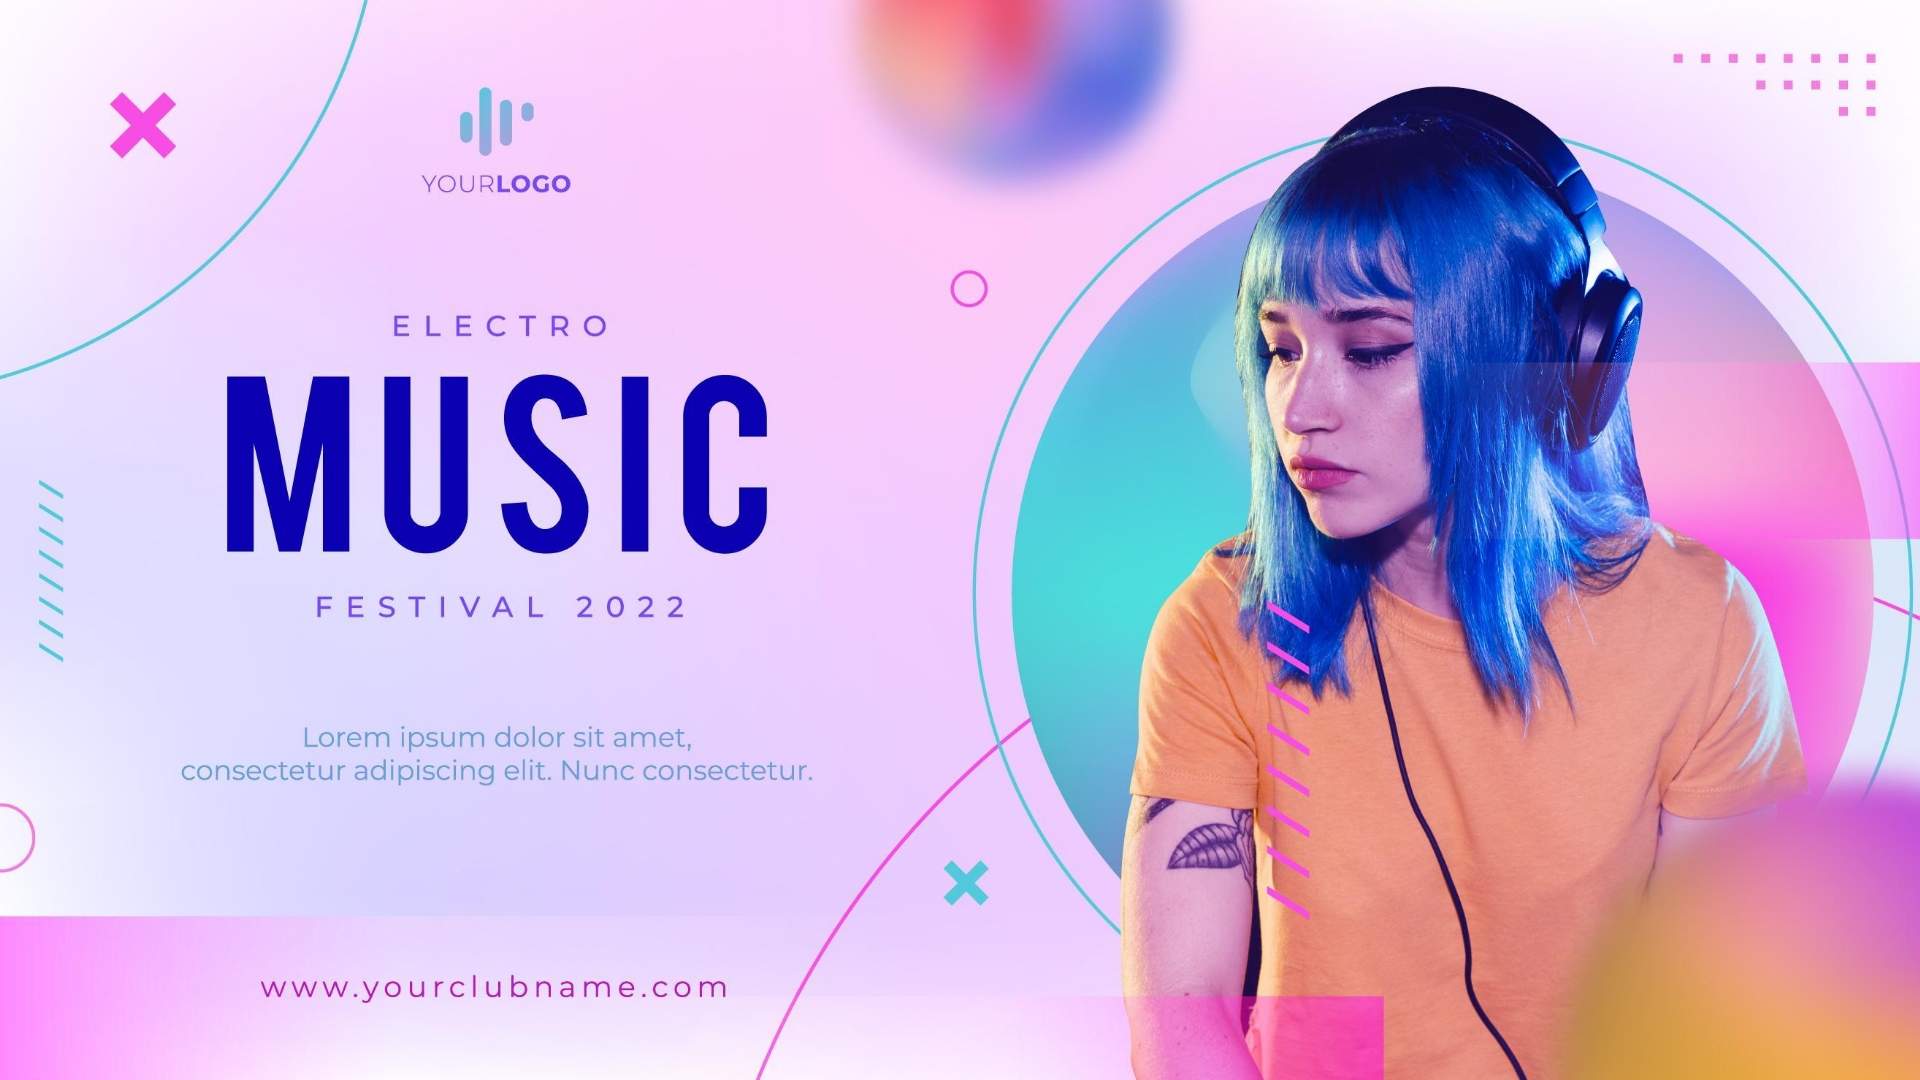 YOURLOGO
ELECTRO
MUSIC
FESTIVAL 2022
Lorem ipsum dolor sit amet,
consectetur adipiscing elit. Nunc consectetur.
www.yourclubname.com